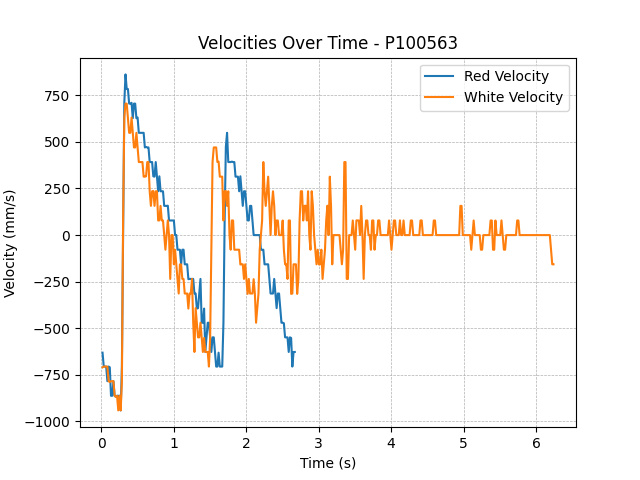 Velocities Over Time - P100563
Red Velocity
White Velocity
Velocity (mm/s)
750
500
250
0
−250
−500
−750
−1000
0 1 2 3 4 5 6
Time (s)